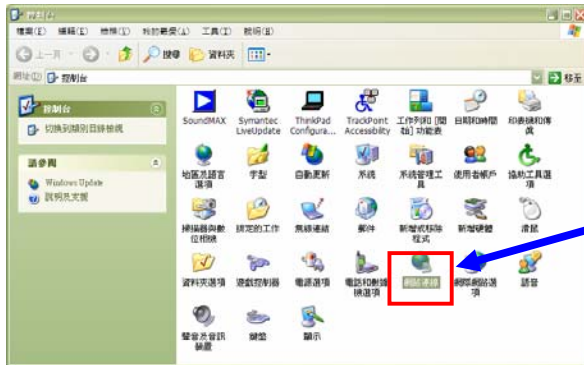 控制台
檔案(F) 編輯(E) 檢視(V) 我的最愛(A) 工具(T) 說明(H)
上一頁 搜尋 資料夾
網址(D) 控制台 移至
控制台
切換到類別目錄檢視
請參閱
Windows Update
說明及支援
SoundMAX
Symantec
LiveUpdate
ThinkPad
Configura...
TrackPoint
Accessibility
工作列和 [開
始] 功能表
日期和時間
印表機和傳
真
地區及語言
選項
字型
自動更新
系統
系統管理工
具
使用者帳戶
協助工具選
項
掃描器與數
位相機
排定的工作
無線連結
郵件
新增或移除
程式
新增硬體
滑鼠
資料夾選項
遊戲控制器
電源選項
電話和數據
機選項
網路連線
網際網路選
項
語音
聲音及音訊
裝置
鍵盤
顯示